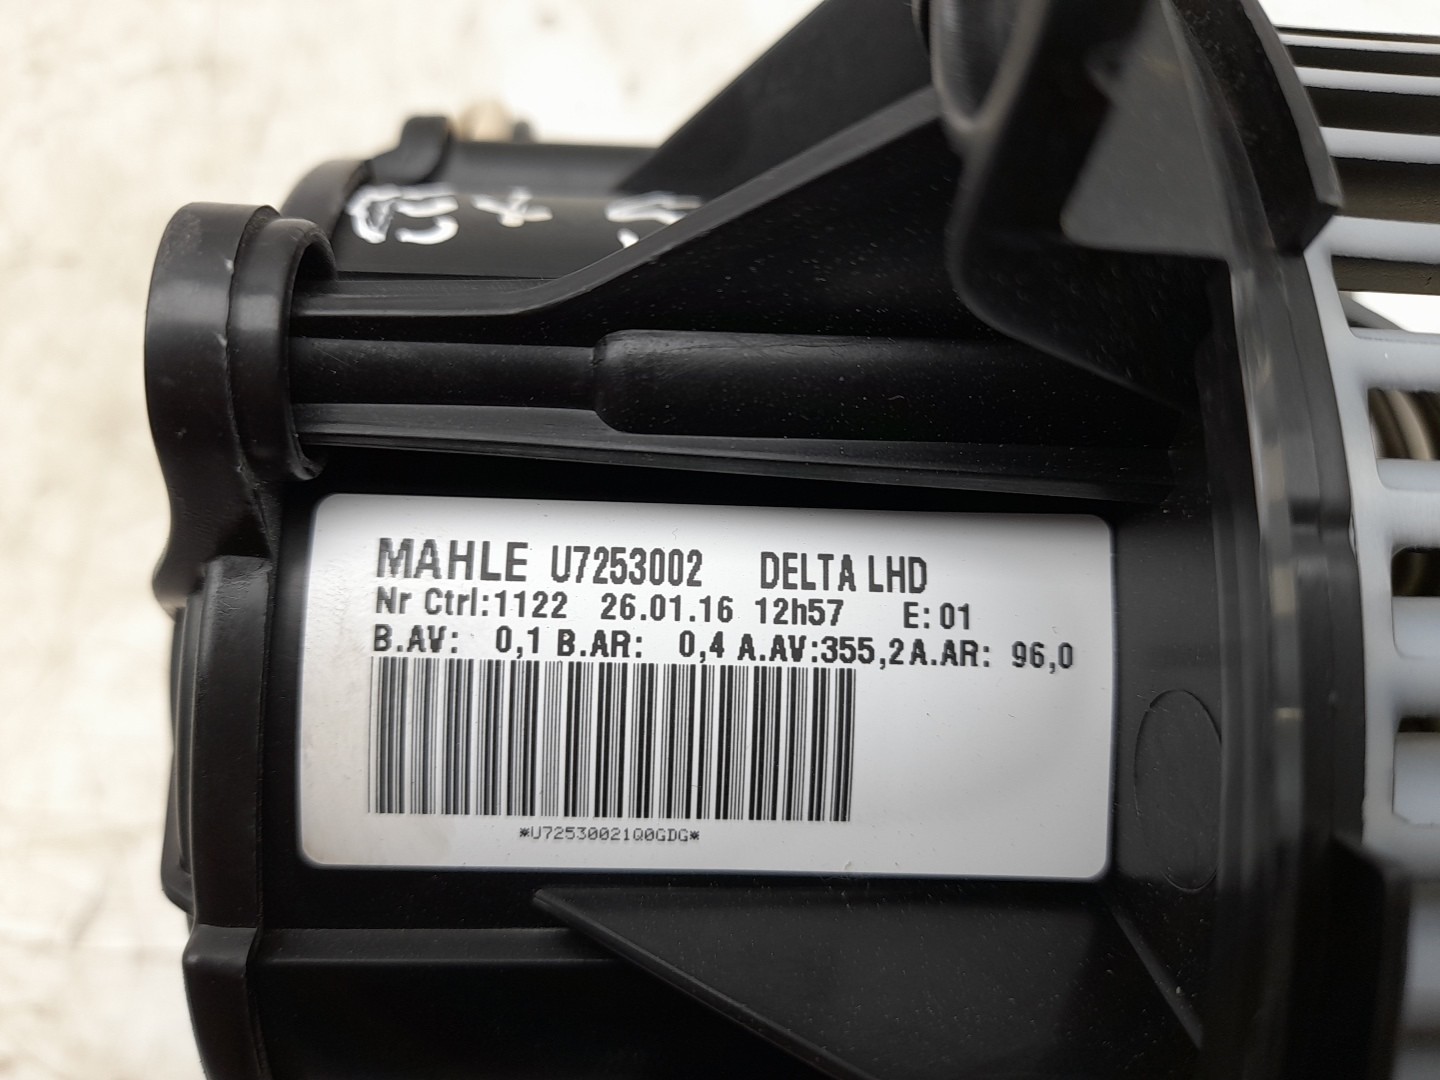 MAHLE U7253002 DELTA LHD
Nr Ctrl:1122 26.01.16 12h57 E: 01
B.AV: 0,1 B.AR: 0,4 A.AV:355,2A.AR: 96,0
*U72530021Q0GDG*